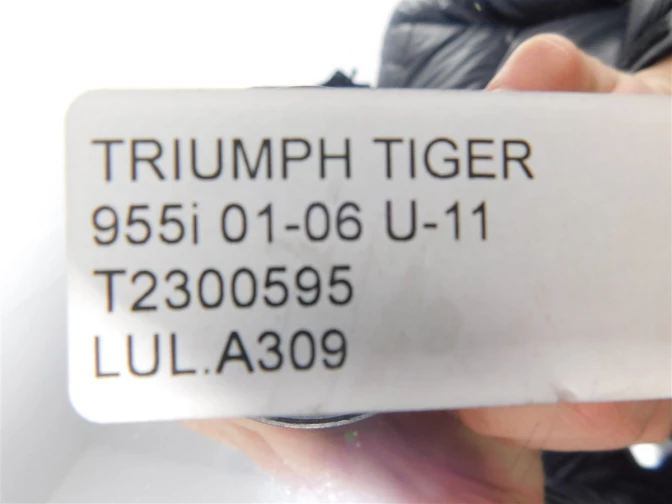 TRIUMPH TIGER
955i 01-06 U-11
T2300595
LUL.A309